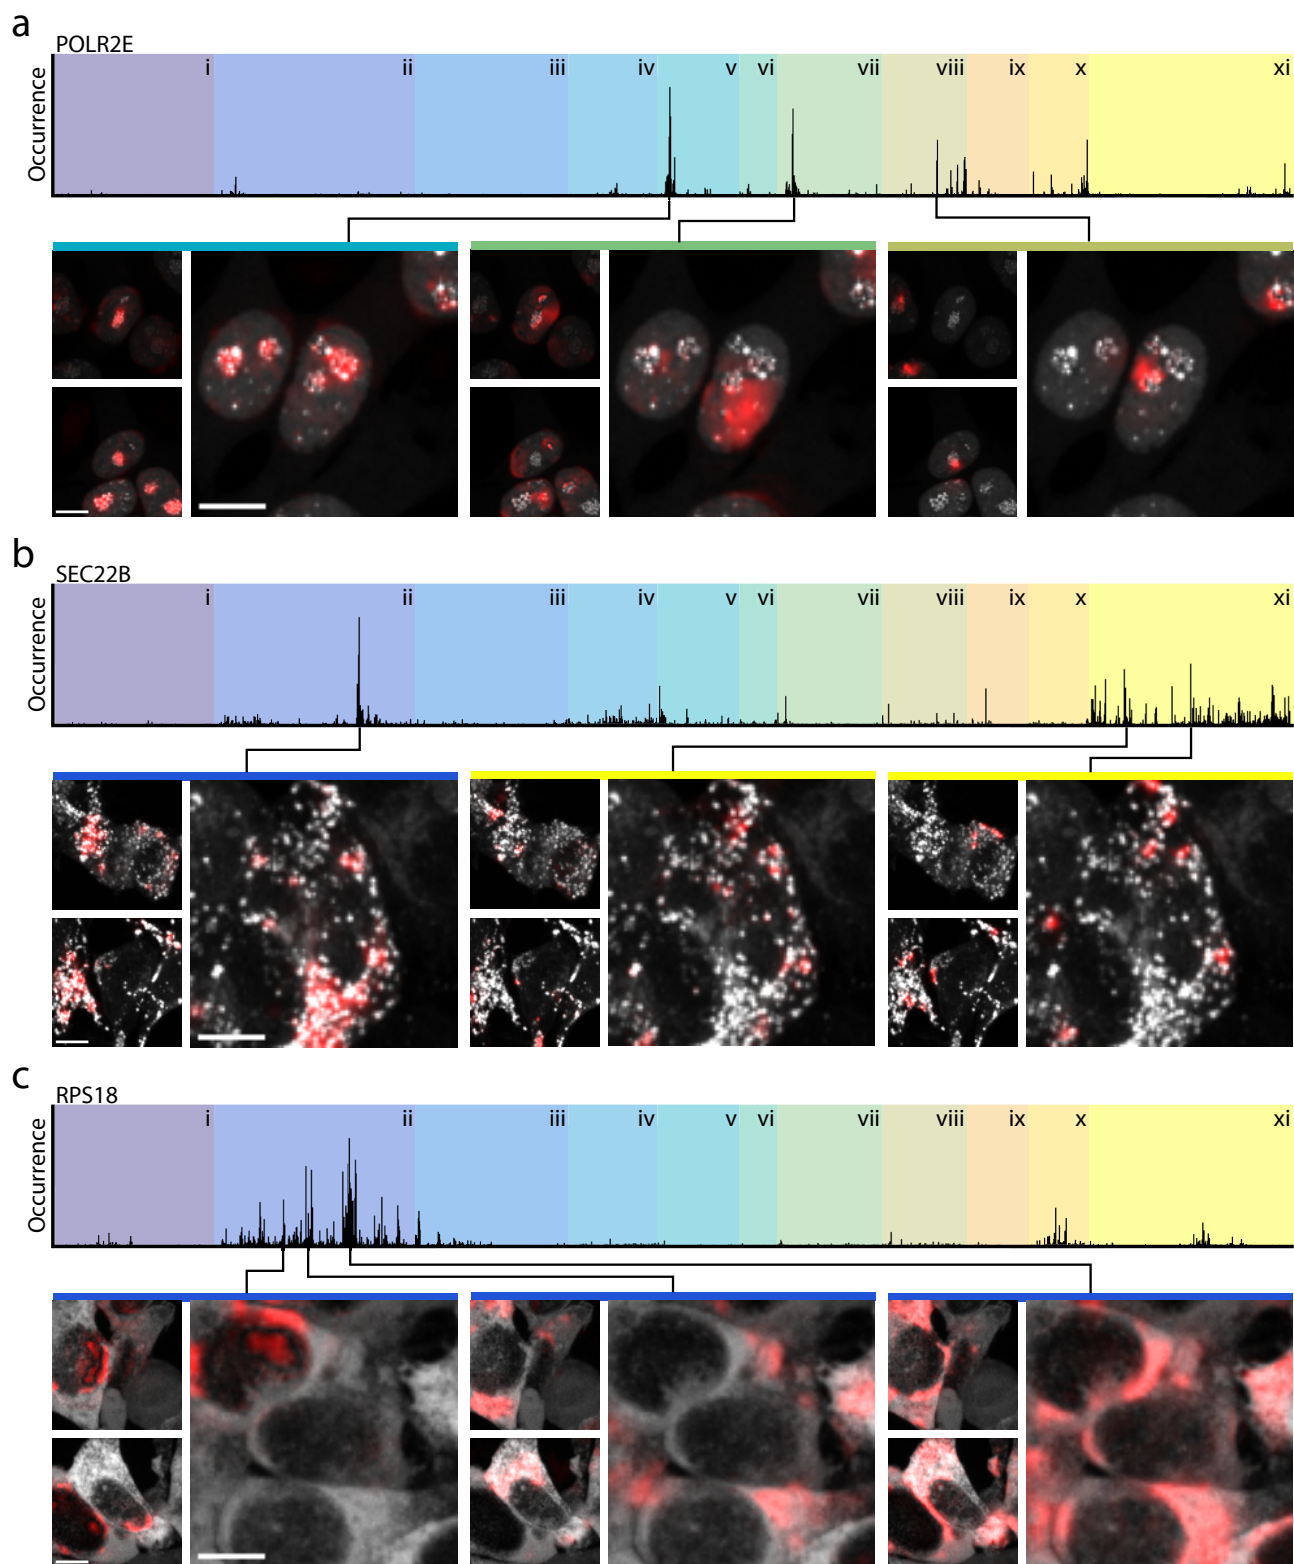 a
POLR2E
Occurrence
i ii iii iv v vi vii viii ix x xi
b
SEC22B
Occurrence
i ii iii iv v vi vii viii ix x xi
c
RPS18
Occurrence
i ii iii iv v vi vii viii ix x xi